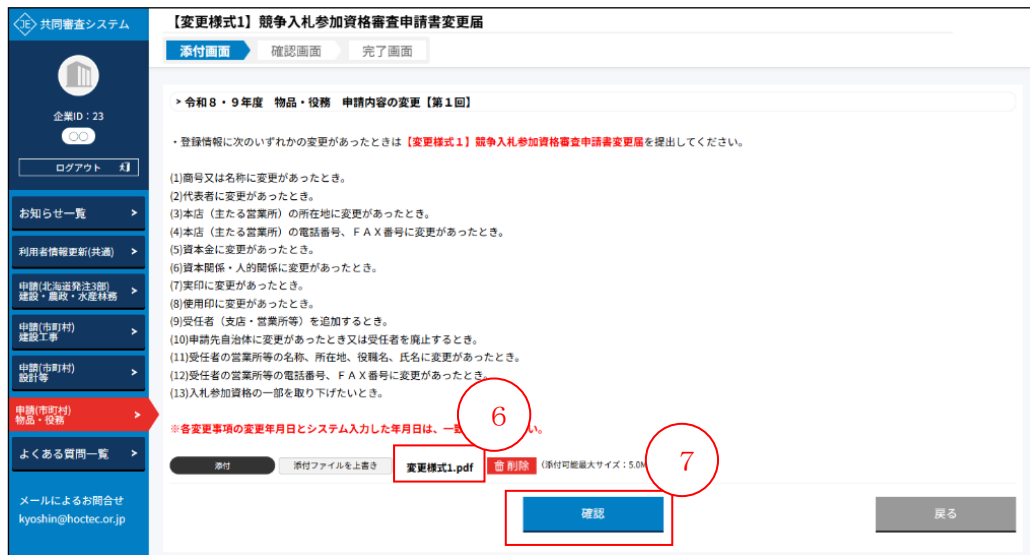 JE 共同審査システム
企業ID：23
○○
ログアウト
お知らせ一覧 >
利用者情報更新(共通) >
申請(北海道発注3部)
建設・農政・水産林務 >
申請(市町村)
建設工事 >
申請(市町村)
設計等 >
申請(市町村)
物品・役務 >
よくある質問一覧 >
メールによるお問合せ
kyoshin@hoctec.or.jp
【変更様式1】競争入札参加資格審査申請書変更届
添付画面 確認画面 完了画面
> 令和８・９年度 物品・役務 申請内容の変更【第１回】
・登録情報に次のいずれかの変更があったときは【変更様式１】競争入札参加資格審査申請書変更届を提出してください。
(1)商号又は名称に変更があったとき。
(2)代表者に変更があったとき。
(3)本店（主たる営業所）の所在地に変更があったとき。
(4)本店（主たる営業所）の電話番号、ＦＡＸ番号に変更があったとき。
(5)資本金に変更があったとき。
(6)資本関係・人的関係に変更があったとき。
(7)実印に変更があったとき。
(8)使用印に変更があったとき。
(9)受任者（支店・営業所等）を追加するとき。
(10)申請先自治体に変更があったとき又は受任者を廃止するとき。
(11)受任者の営業所等の名称、所在地、役職名、氏名に変更があったとき。
(12)受任者の営業所等の電話番号、ＦＡＸ番号に変更があったとき。
(13)入札参加資格の一部を取り下げたいとき。
6
※各変更事項の変更年月日とシステム入力した年月日は、一致 い。
7
添付 添付ファイルを上書き 変更様式1.pdf 削除 （添付可能最大サイズ：5.0M
確認 戻る